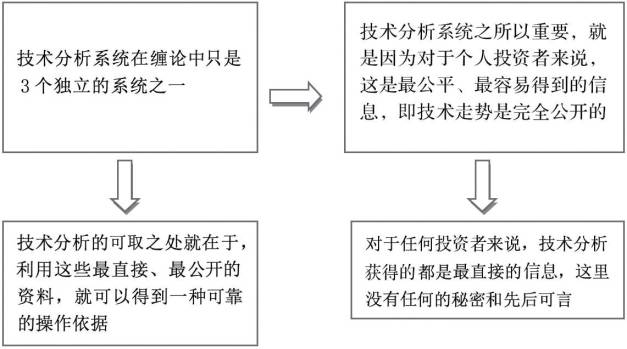 技术分析系统在缠论中只是
3个独立的系统之一
技术分析系统之所以重要，就
是因为对于个人投资者来说，
这是最公平、最容易得到的信
息，即技术走势是完全公开的
技术分析的可取之处就在于，
利用这些最直接、最公开的
资料，就可以得到一种可靠
的操作依据
对于任何投资者来说，技术分析
获得的都是最直接的信息，这里
没有任何的秘密和先后可言